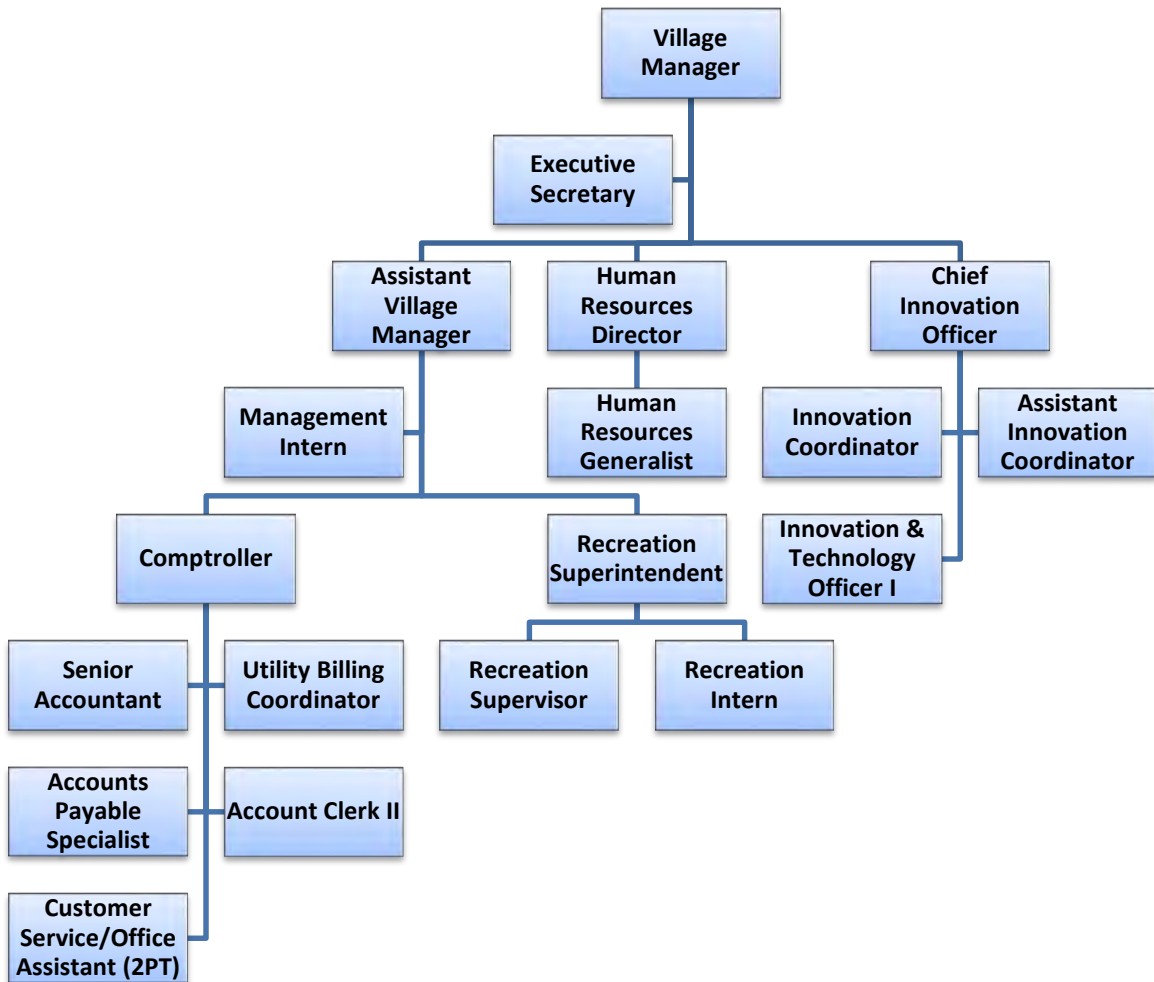 Village
Manager
Executive
Secretary
Assistant
Village
Manager
Human
Resources
Director
Chief
Innovation
Officer
Management
Intern
Human
Resources
Generalist
Innovation
Coordinator
Assistant
Innovation
Coordinator
Comptroller
Recreation
Superintendent
Innovation &
Technology
Officer I
Senior
Accountant
Utility Billing
Coordinator
Recreation
Supervisor
Recreation
Intern
Accounts
Payable
Specialist
Account Clerk II
Customer
Service/Office
Assistant (2PT)